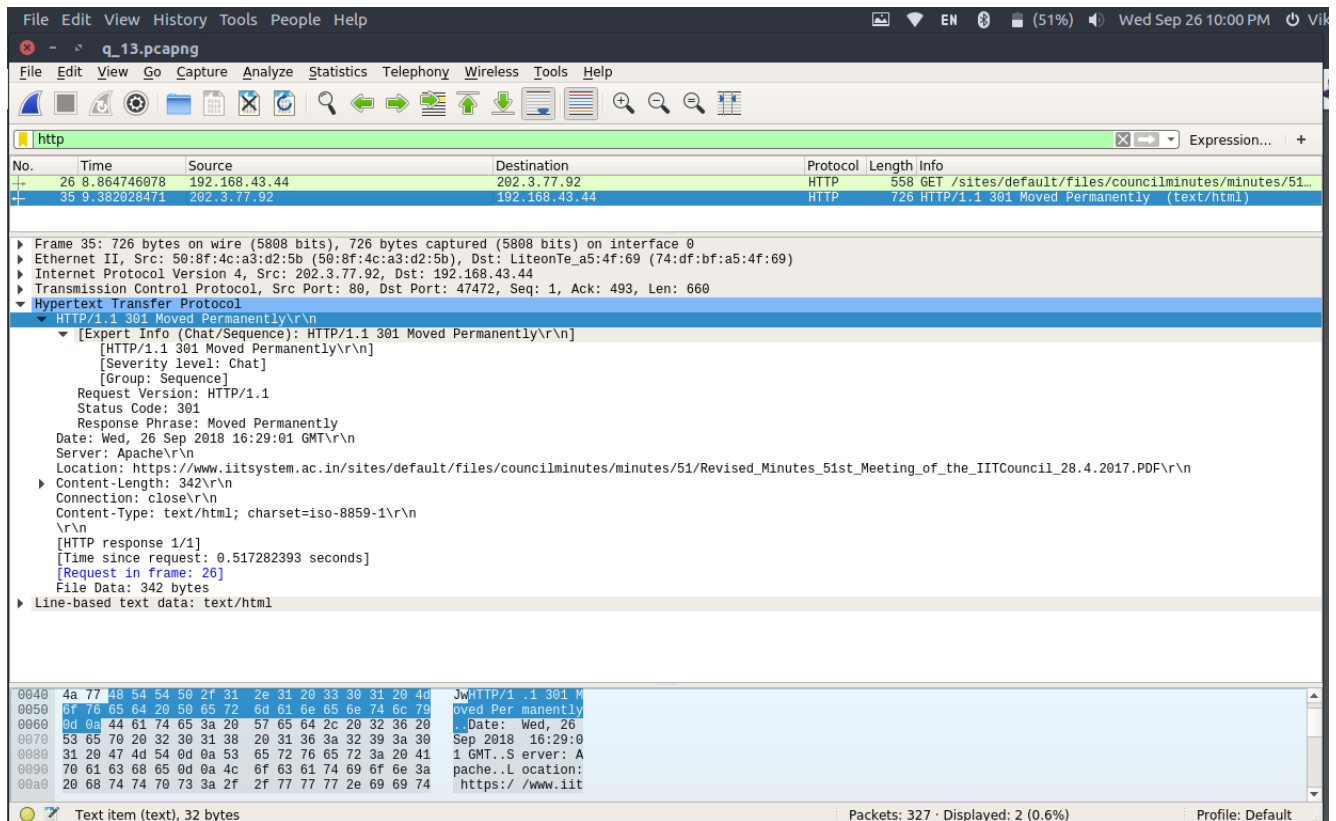 File Edit View History Tools People Help EN (51%) Wed Sep 26 10:00 PM Vik
q_13.pcapng
File Edit View Go Capture Analyze Statistics Telephony Wireless Tools Help
http Expression... +
No. Time Source Destination Protocol Length Info
26 8.864746078 192.168.43.44 202.3.77.92 HTTP 558 GET /sites/default/files/councilminutes/minutes/51…
35 9.382028471 202.3.77.92 192.168.43.44 HTTP 726 HTTP/1.1 301 Moved Permanently (text/html)
Frame 35: 726 bytes on wire (5808 bits), 726 bytes captured (5808 bits) on interface 0
Ethernet II, Src: 50:8f:4c:a3:d2:5b (50:8f:4c:a3:d2:5b), Dst: LiteonTe_a5:4f:69 (74:df:bf:a5:4f:69)
Internet Protocol Version 4, Src: 202.3.77.92, Dst: 192.168.43.44
Transmission Control Protocol, Src Port: 80, Dst Port: 47472, Seq: 1, Ack: 493, Len: 660
Hypertext Transfer Protocol
HTTP/1.1 301 Moved Permanently\r\n
[Expert Info (Chat/Sequence): HTTP/1.1 301 Moved Permanently\r\n]
[HTTP/1.1 301 Moved Permanently\r\n]
[Severity level: Chat]
[Group: Sequence]
Request Version: HTTP/1.1
Status Code: 301
Response Phrase: Moved Permanently
Date: Wed, 26 Sep 2018 16:29:01 GMT\r\n
Server: Apache\r\n
Location: https://www.iitsystem.ac.in/sites/default/files/councilminutes/minutes/51/Revised_Minutes_51st_Meeting_of_the_IITCouncil_28.4.2017.PDF\r\n
Content-Length: 342\r\n
Connection: close\r\n
Content-Type: text/html; charset=iso-8859-1\r\n
\r\n
[HTTP response 1/1]
[Time since request: 0.517282393 seconds]
[Request in frame: 26]
File Data: 342 bytes
Line-based text data: text/html
0040 4a 77 48 54 54 50 2f 31 2e 31 20 33 30 31 20 4d JwHTTP/1 .1 301 M
0050 6f 76 65 64 20 50 65 72 6d 61 6e 65 6e 74 6c 79 oved Per manently
0060 0d 0a 44 61 74 65 3a 20 57 65 64 2c 20 32 36 20 ..Date: Wed, 26
0070 53 65 70 20 32 30 31 38 20 31 36 3a 32 39 3a 30 Sep 2018 16:29:0
0080 31 20 47 4d 54 0d 0a 53 65 72 76 65 72 3a 20 41 1 GMT..S erver: A
0090 70 61 63 68 65 0d 0a 4c 6f 63 61 74 69 6f 6e 3a pache..L ocation:
00a0 20 68 74 74 70 73 3a 2f 2f 77 77 77 2e 69 69 74 https:/ /www.iit
Text item (text), 32 bytes Packets: 327 · Displayed: 2 (0.6%) Profile: Default